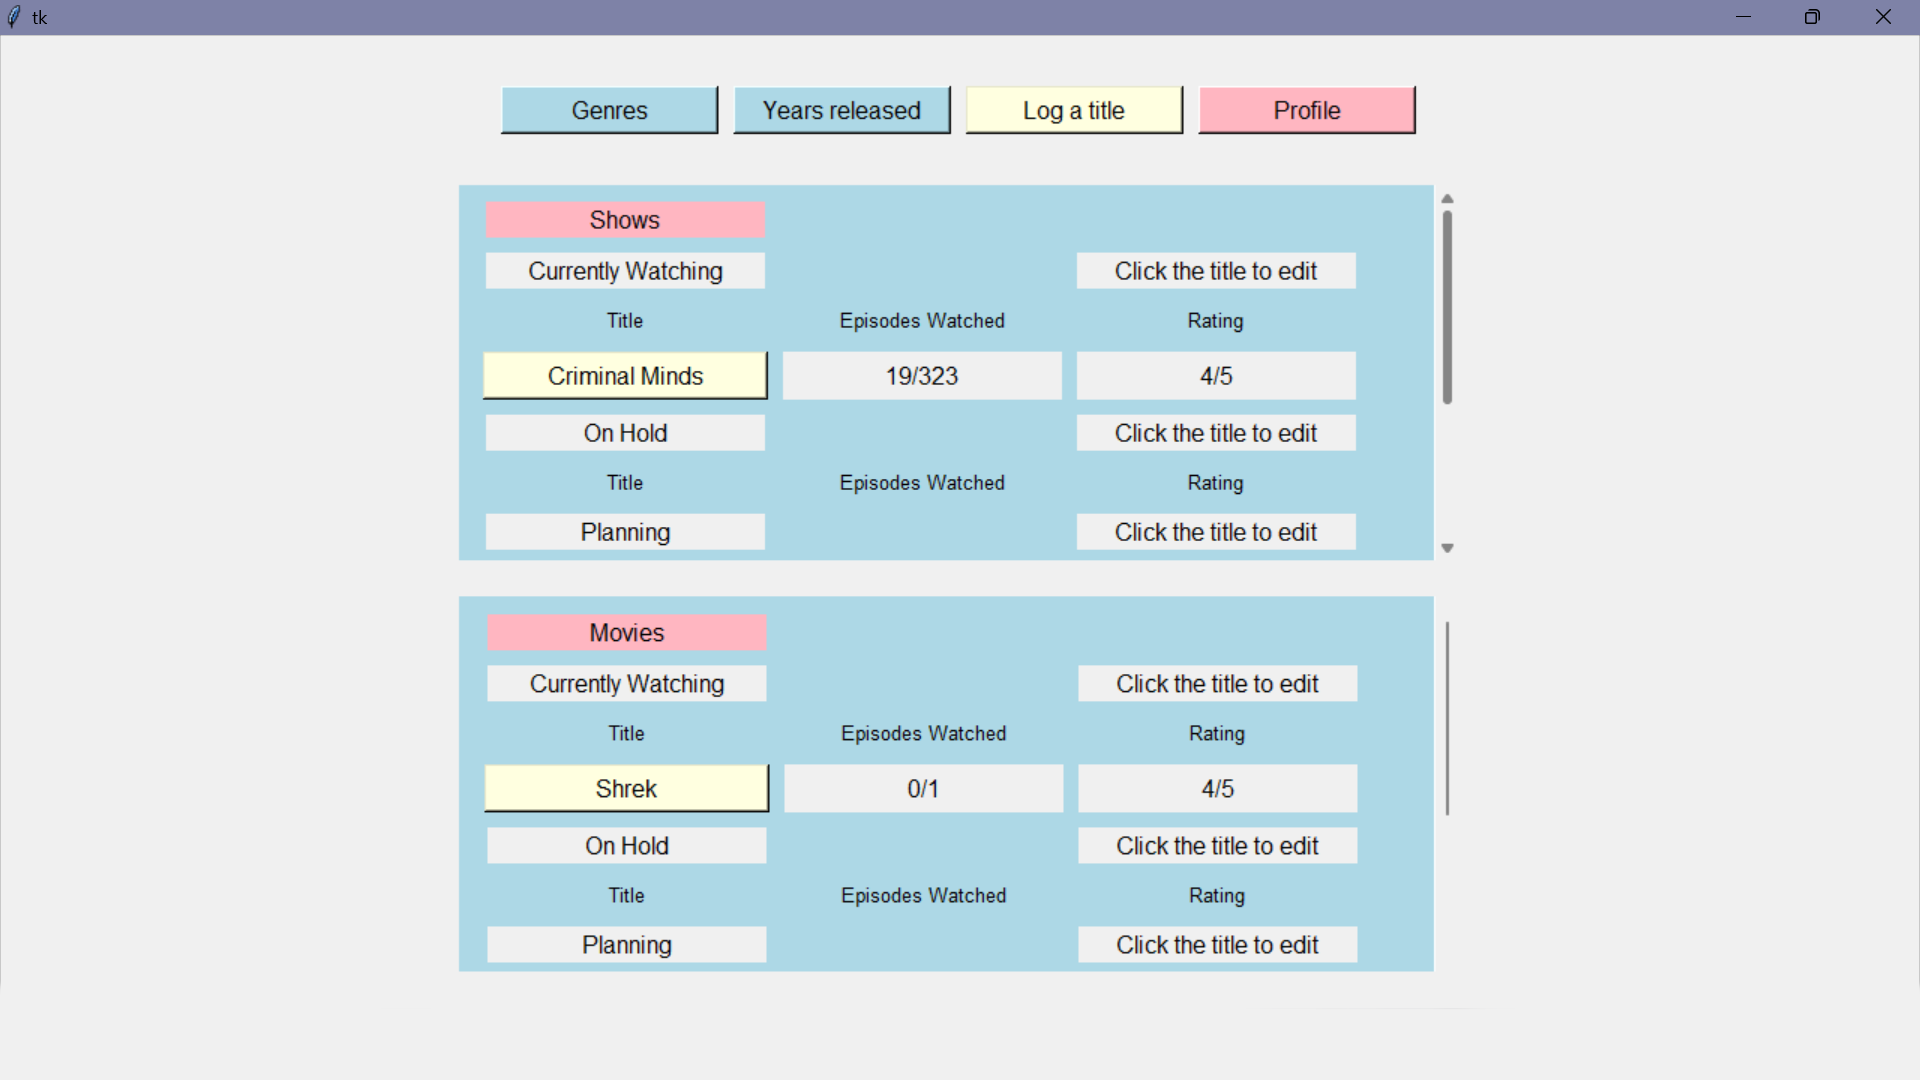 tk
Genres Years released Log a title Profile
Shows
Currently Watching Click the title to edit
Title Episodes Watched Rating
Criminal Minds 19/323 4/5
On Hold Click the title to edit
Title Episodes Watched Rating
Planning Click the title to edit
Movies
Currently Watching Click the title to edit
Title Episodes Watched Rating
Shrek 0/1 4/5
On Hold Click the title to edit
Title Episodes Watched Rating
Planning Click the title to edit